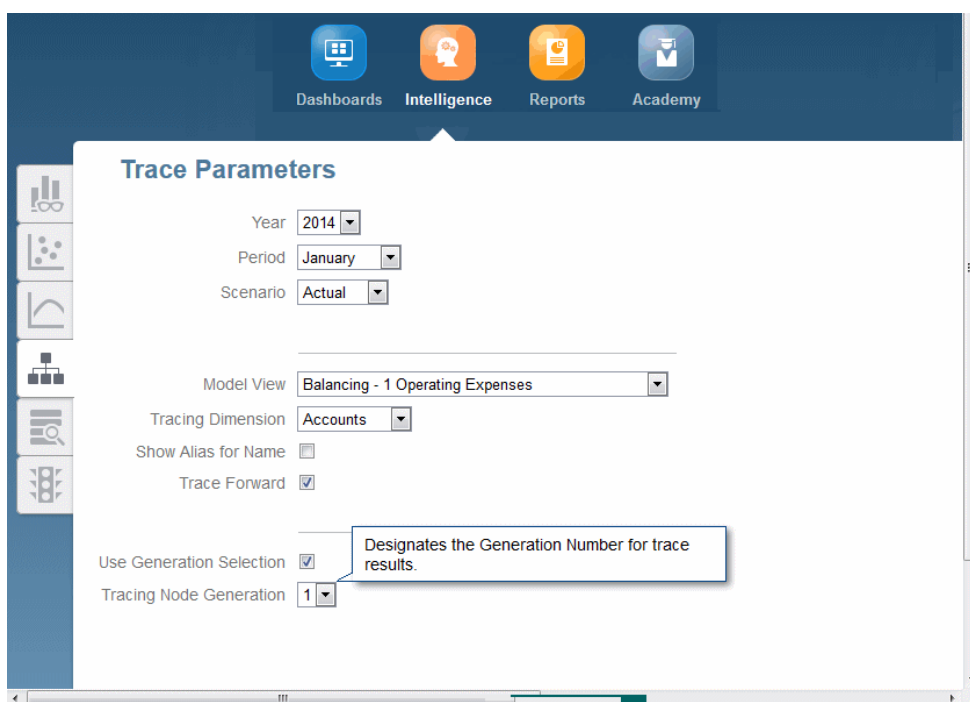 Dashboards Intelligence Reports Academy
Trace Parameters
Year 2014
Period January
Scenario Actual
Model View Balancing - 1 Operating Expenses
Tracing Dimension Accounts
Show Alias for Name
Trace Forward
Designates the Generation Number for trace
results.
Use Generation Selection
Tracing Node Generation 1